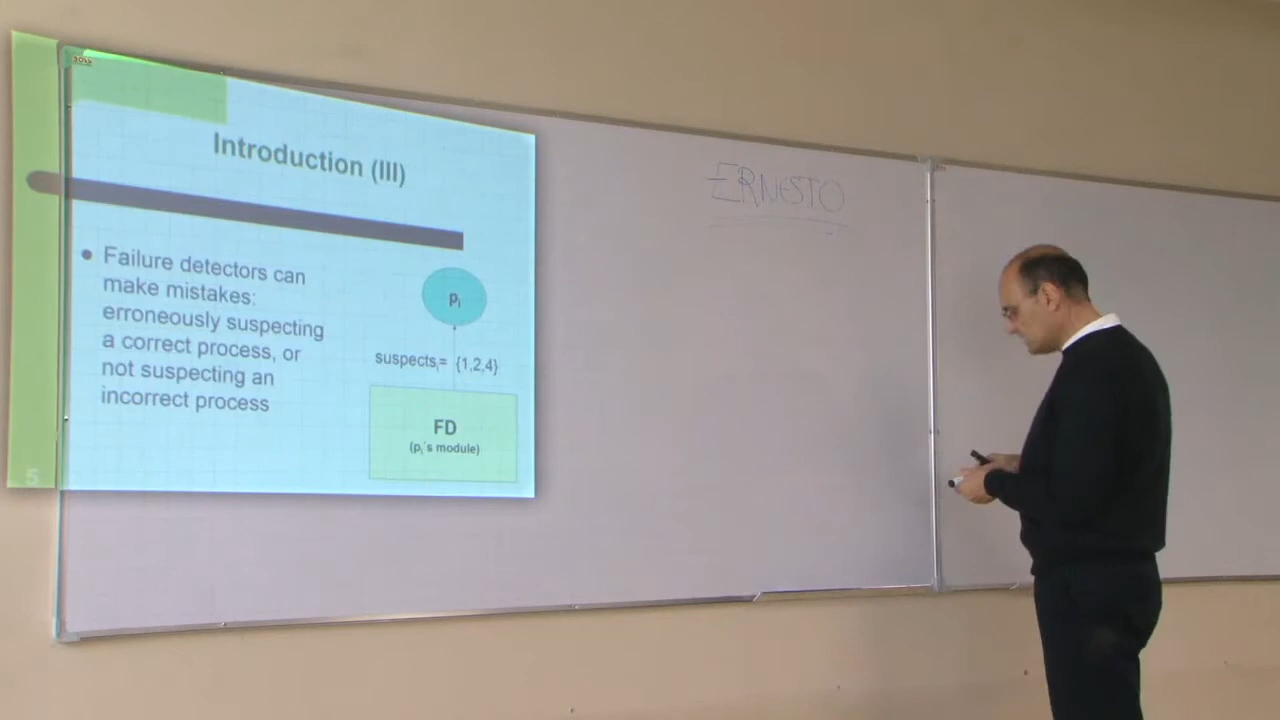 Introduction (III)
● Failure detectors can
make mistakes:
erroneously suspecting
a correct process, or
not suspecting an
incorrect process
pᵢ
suspectsᵢ= {1,2,4}
FD
(pᵢ´s module)
5
ERNESTO